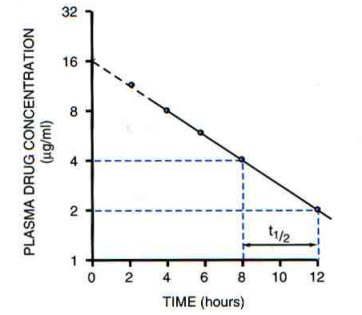 PLASMA DRUG CONCENTRATION
(µg/ml)
32
16
8
4
2
1
t1/2
0 2 4 6 8 10 12
TIME (hours)